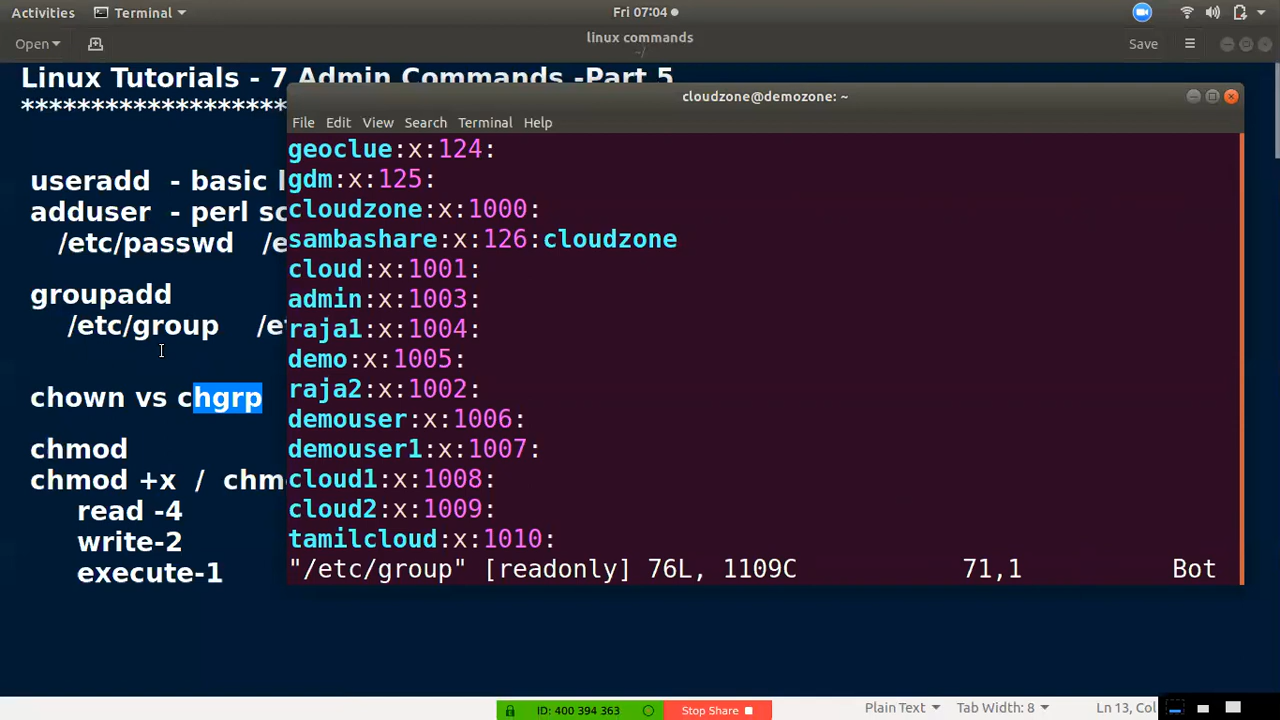 Activities Terminal Fri 07:04
Open linux commands Save
~/
Linux Tutorials - 7 Admin Commands -Part 5
*******************
cloudzone@demozone: ~
File Edit View Search Terminal Help
geoclue:x:124:
gdm:x:125:
cloudzone:x:1000:
sambashare:x:126:cloudzone
cloud:x:1001:
admin:x:1003:
raja1:x:1004:
demo:x:1005:
raja2:x:1002:
demouser:x:1006:
demouser1:x:1007:
cloud1:x:1008:
cloud2:x:1009:
tamilcloud:x:1010:
"/etc/group" [readonly] 76L, 1109C 71,1 Bot
useradd - basic
adduser - perl
/etc/passwd
groupadd
/etc/group
chown vs chgrp
chmod
chmod +x /
read -4
write-2
execute-1
ID: 400 394 363 Stop Share
Plain Text Tab Width: 8 Ln 13, Col